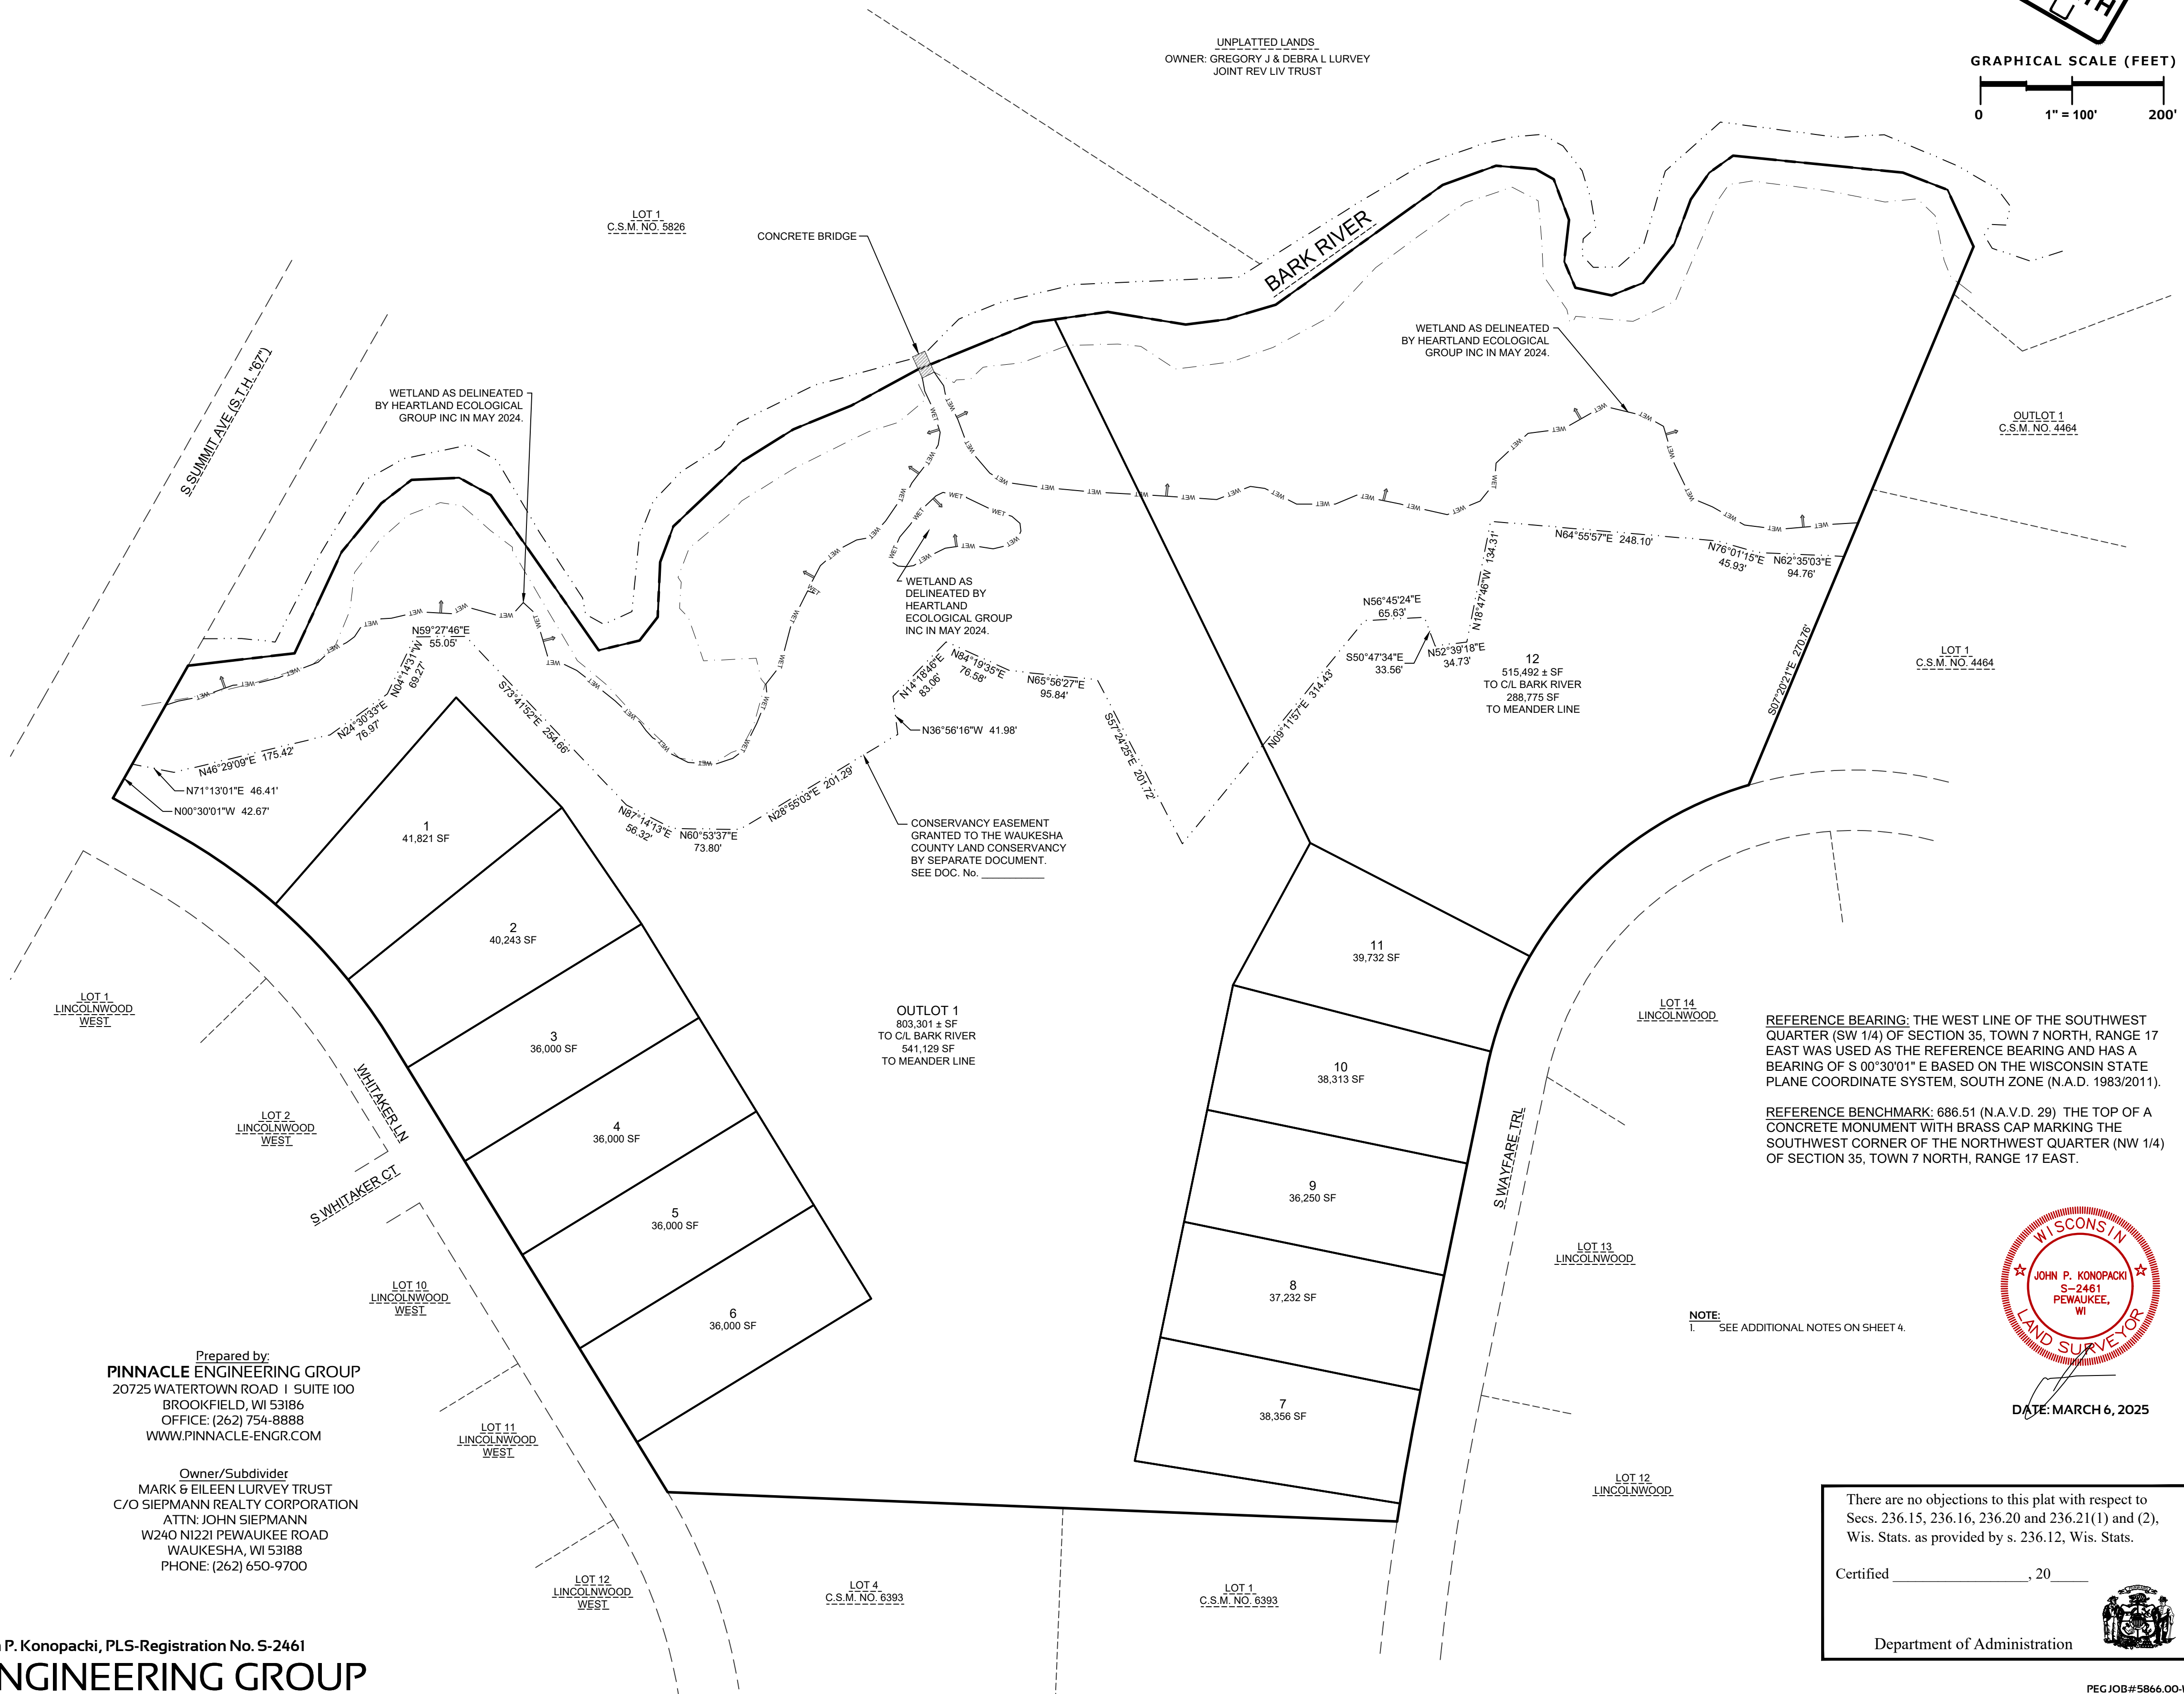 UNPLATTED LANDS
OWNER: GREGORY J & DEBRA L LURVEY
JOINT REV LIV TRUST
GRAPHICAL SCALE (FEET)
0 1" = 100' 200'
LOT 1
C.S.M. NO. 5826
CONCRETE BRIDGE
BARK RIVER
S SUMMIT AVE (S.T.H. "67")
WETLAND AS DELINEATED
BY HEARTLAND ECOLOGICAL
GROUP INC IN MAY 2024.
WETLAND AS DELINEATED
BY HEARTLAND ECOLOGICAL
GROUP INC IN MAY 2024.
OUTLOT 1
C.S.M. NO. 4464
WETLAND AS
DELINEATED BY
HEARTLAND
ECOLOGICAL GROUP
INC IN MAY 2024.
N64°55'57"E 248.10'
N76°01'15"E
45.93'
N62°35'03"E
94.76'
N18°47'46"W 134.31'
N56°45'24"E
65.63'
S50°47'34"E
33.56'
N52°39'18"E
34.73'
12
515,492 ± SF
TO C/L BARK RIVER
288,775 SF
TO MEANDER LINE
S07°20'21"E 270.76'
LOT 1
C.S.M. NO. 4464
N59°27'46"E
55.05'
N04°14'31"W
69.27'
N24°30'33"E
76.97'
N46°29'09"E 175.42'
N71°13'01"E 46.41'
N00°30'01"W 42.67'
S73°41'52"E 254.66'
N87°14'13"E
56.32'
N60°53'37"E
73.80'
N28°55'03"E 201.29'
N36°56'16"W 41.98'
N14°18'46"E
83.06'
N84°19'35"E
76.58'
N65°56'27"E
95.84'
S57°24'25"E 201.72'
N09°11'57"E 314.43'
CONSERVANCY EASEMENT
GRANTED TO THE WAUKESHA
COUNTY LAND CONSERVANCY
BY SEPARATE DOCUMENT.
SEE DOC. No. ___________
1
41,821 SF
2
40,243 SF
3
36,000 SF
4
36,000 SF
5
36,000 SF
6
36,000 SF
OUTLOT 1
803,301 ± SF
TO C/L BARK RIVER
541,129 SF
TO MEANDER LINE
11
39,732 SF
10
38,313 SF
9
36,250 SF
8
37,232 SF
7
38,356 SF
LOT 1
LINCOLNWOOD
WEST
LOT 2
LINCOLNWOOD
WEST
WHITAKER LN
S WHITAKER CT
LOT 10
LINCOLNWOOD
WEST
LOT 11
LINCOLNWOOD
WEST
LOT 12
LINCOLNWOOD
WEST
LOT 4
C.S.M. NO. 6393
LOT 1
C.S.M. NO. 6393
S WAYFARE TRL
LOT 14
LINCOLNWOOD
LOT 13
LINCOLNWOOD
LOT 12
LINCOLNWOOD
REFERENCE BEARING: THE WEST LINE OF THE SOUTHWEST
QUARTER (SW 1/4) OF SECTION 35, TOWN 7 NORTH, RANGE 17
EAST WAS USED AS THE REFERENCE BEARING AND HAS A
BEARING OF S 00°30'01" E BASED ON THE WISCONSIN STATE
PLANE COORDINATE SYSTEM, SOUTH ZONE (N.A.D. 1983/2011).
REFERENCE BENCHMARK: 686.51 (N.A.V.D. 29) THE TOP OF A
CONCRETE MONUMENT WITH BRASS CAP MARKING THE
SOUTHWEST CORNER OF THE NORTHWEST QUARTER (NW 1/4)
OF SECTION 35, TOWN 7 NORTH, RANGE 17 EAST.
WISCONSIN
JOHN P. KONOPACKI
S-2461
PEWAUKEE,
WI
LAND SURVEYOR
DATE: MARCH 6, 2025
NOTE:
1. SEE ADDITIONAL NOTES ON SHEET 4.
Prepared by:
PINNACLE ENGINEERING GROUP
20725 WATERTOWN ROAD | SUITE 100
BROOKFIELD, WI 53186
OFFICE: (262) 754-8888
WWW.PINNACLE-ENGR.COM
Owner/Subdivider:
MARK & EILEEN LURVEY TRUST
C/O SIEPMANN REALTY CORPORATION
ATTN: JOHN SIEPMANN
W240 N1221 PEWAUKEE ROAD
WAUKESHA, WI 53188
PHONE: (262) 650-9700
There are no objections to this plat with respect to
Secs. 236.15, 236.16, 236.20 and 236.21(1) and (2),
Wis. Stats. as provided by s. 236.12, Wis. Stats.
Certified __________________, 20_____
Department of Administration
P. Konopacki, PLS-Registration No. S-2461
NGINEERING GROUP
PEG JOB#5866.00-